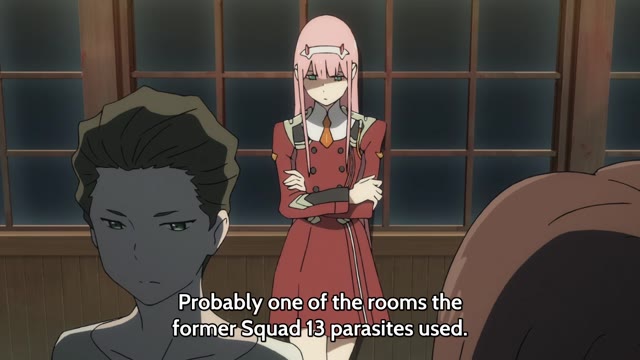 Probably one of the rooms the
former Squad 13 parasites used.